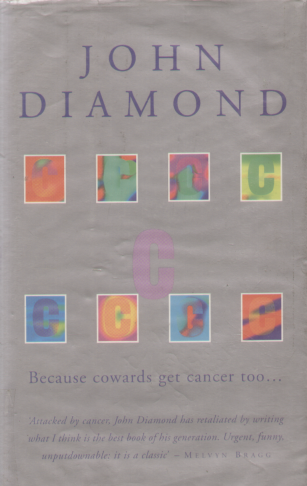 JOHN
DIAMOND
C C C C
C
C C C C
Because cowards get cancer too...
'Attacked by cancer, John Diamond has retaliated by writing
what I think is the best book of his generation. Urgent, funny,
unputdownable: it is a classic' – MELVYN BRAGG